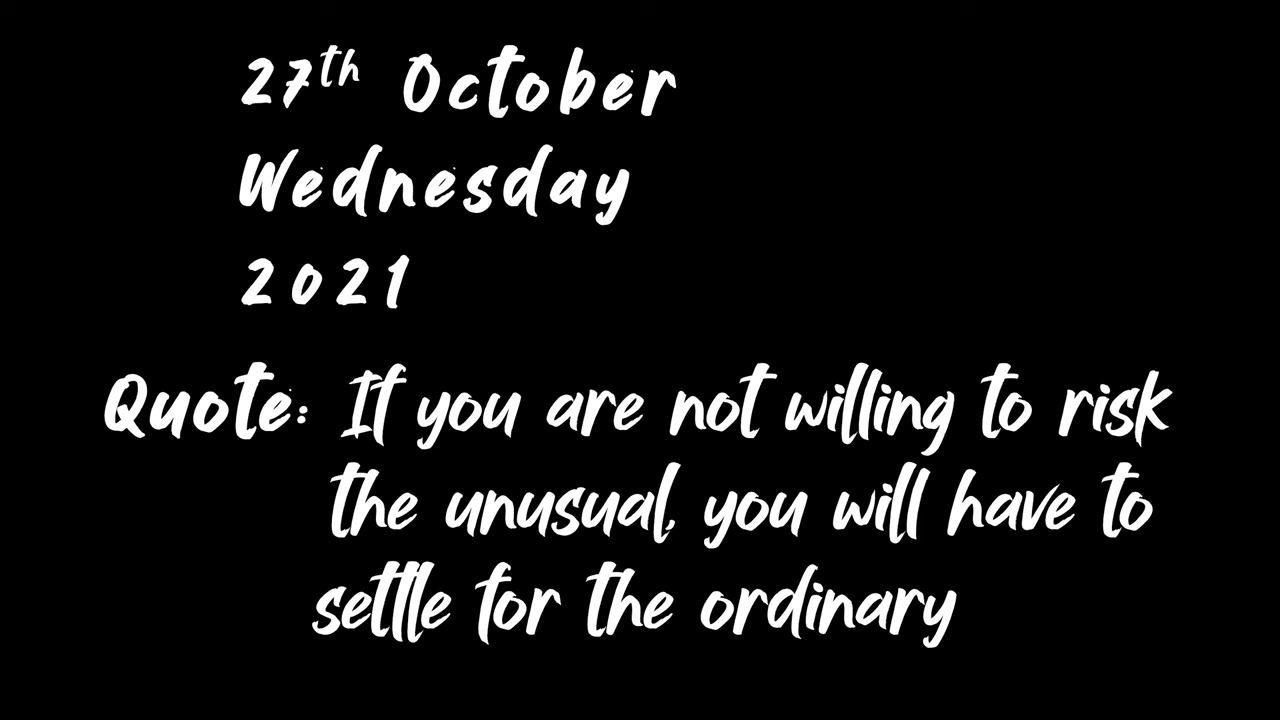 27th October
Wednesday
2021
Quote: If you are not willing to risk
the unusual, you will have to
settle for the ordinary